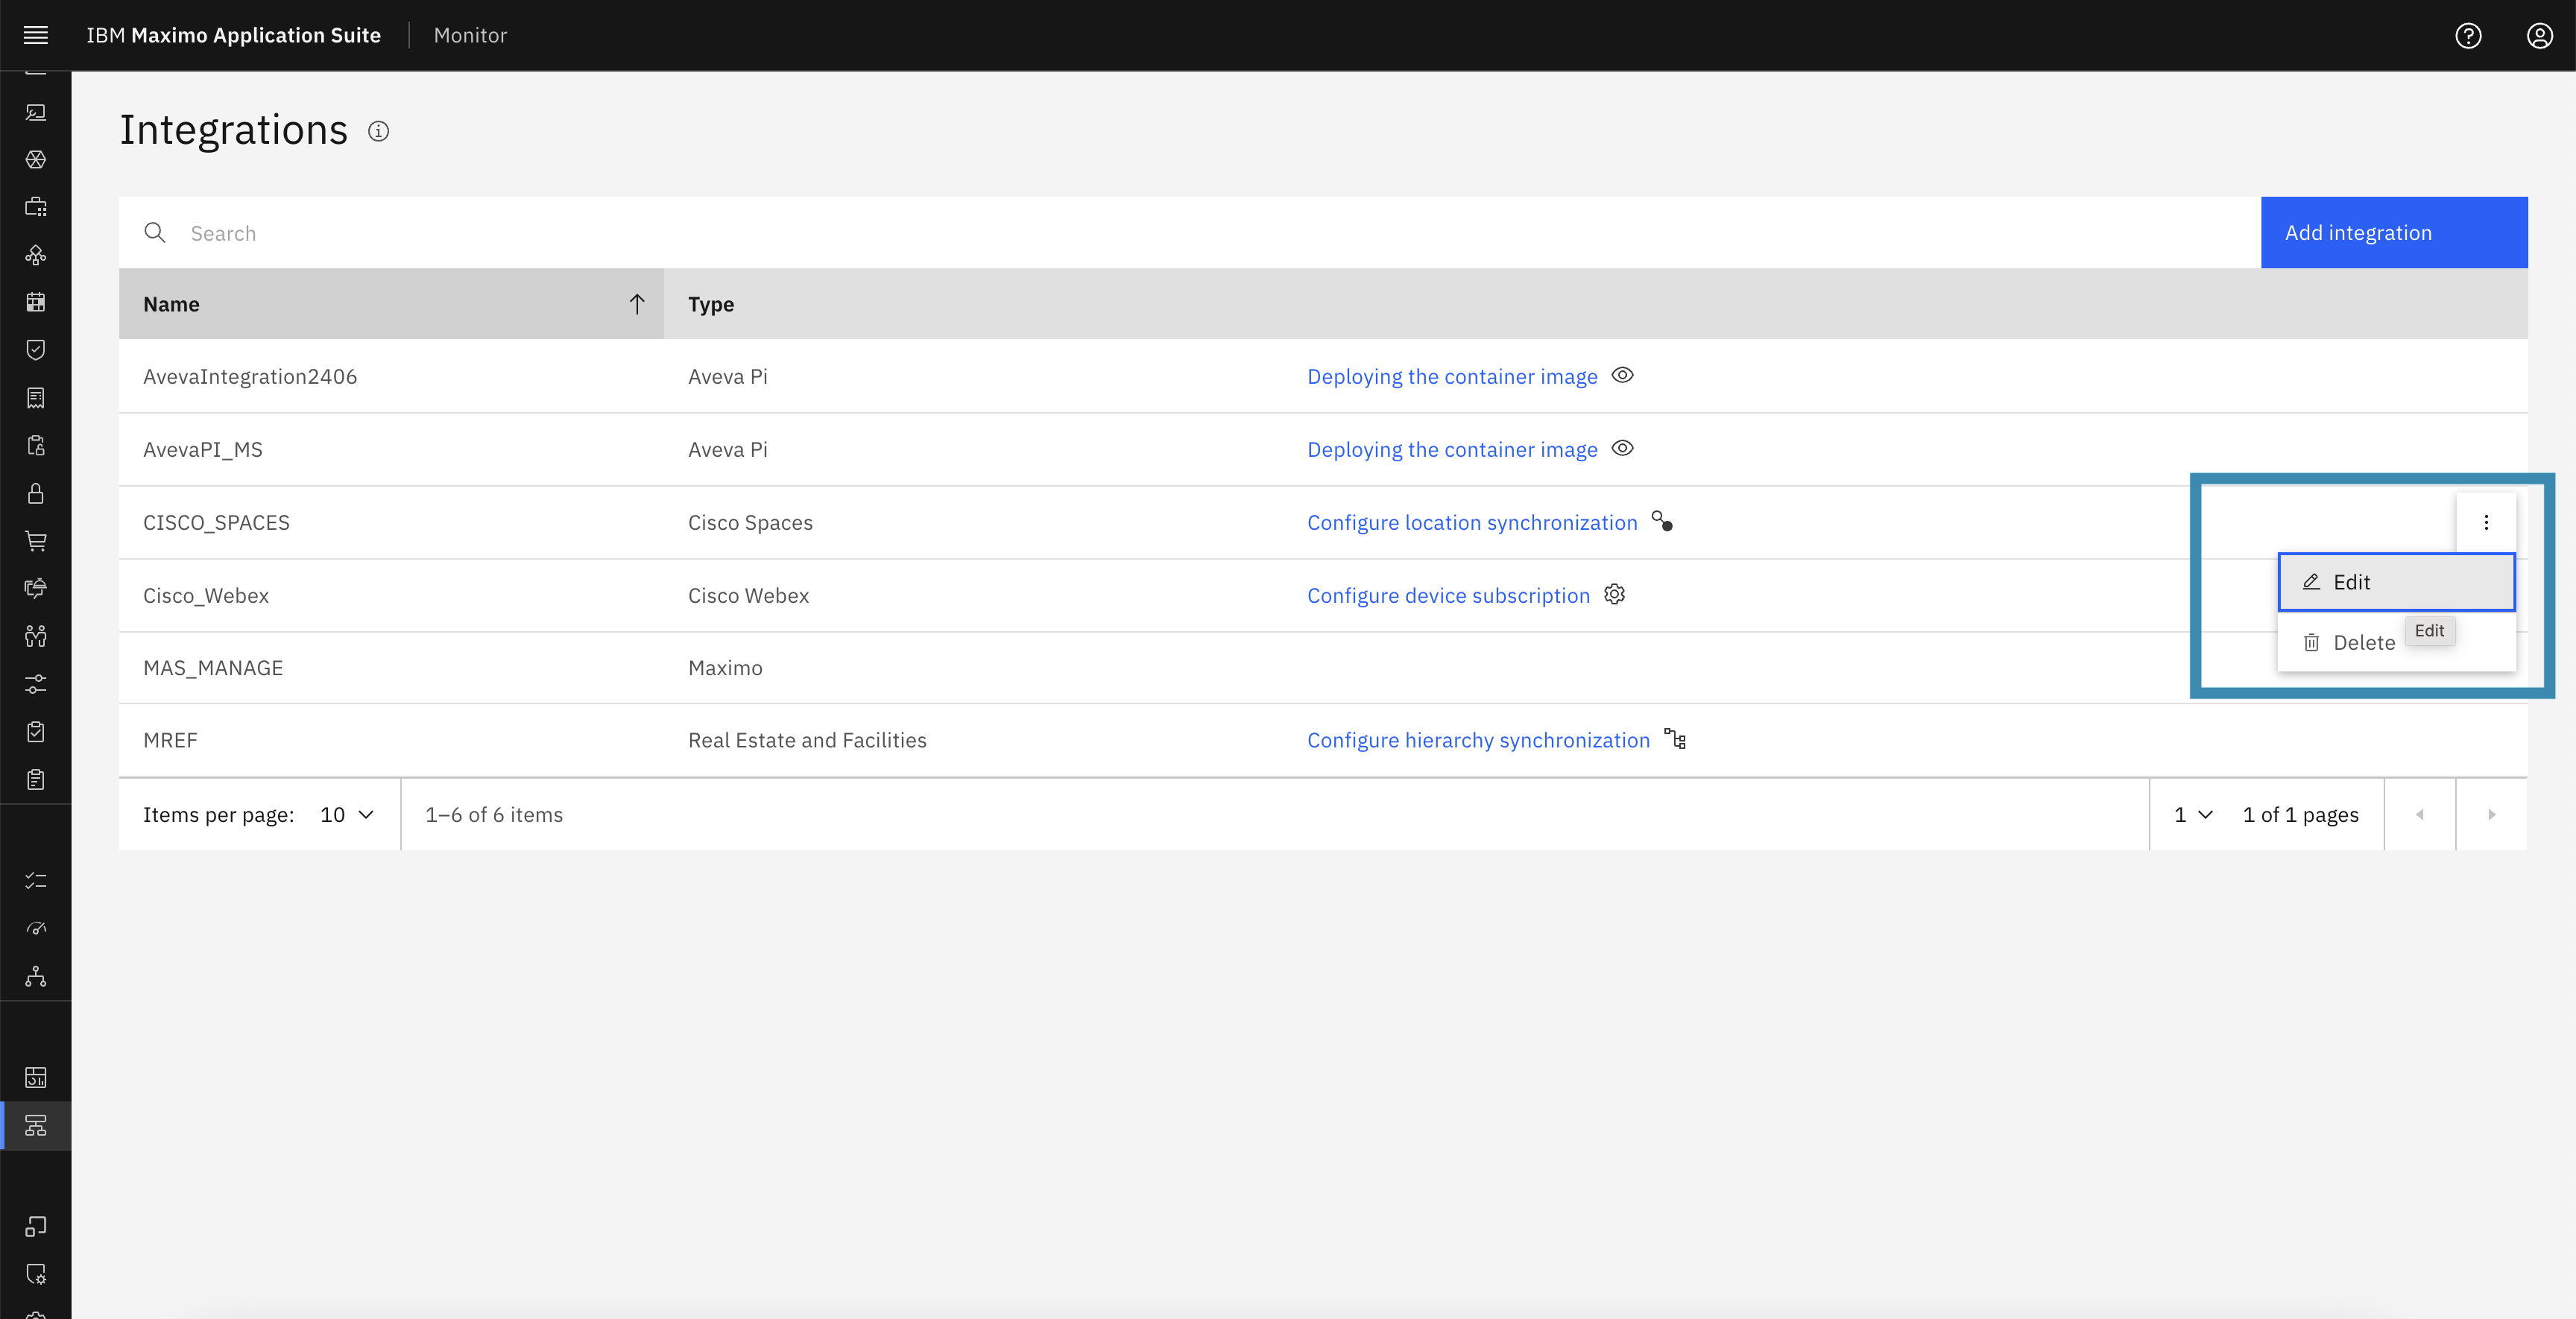 IBM Maximo Application Suite | Monitor
Integrations
Search
Add integration
Name Type
AvevaIntegration2406 Aveva Pi Deploying the container image
AvevaPI_MS Aveva Pi Deploying the container image
CISCO_SPACES Cisco Spaces Configure location synchronization
Cisco_Webex Cisco Webex Configure device subscription
Edit
Edit
Delete
MAS_MANAGE Maximo
MREF Real Estate and Facilities Configure hierarchy synchronization
Items per page: 10 1–6 of 6 items 1 1 of 1 pages